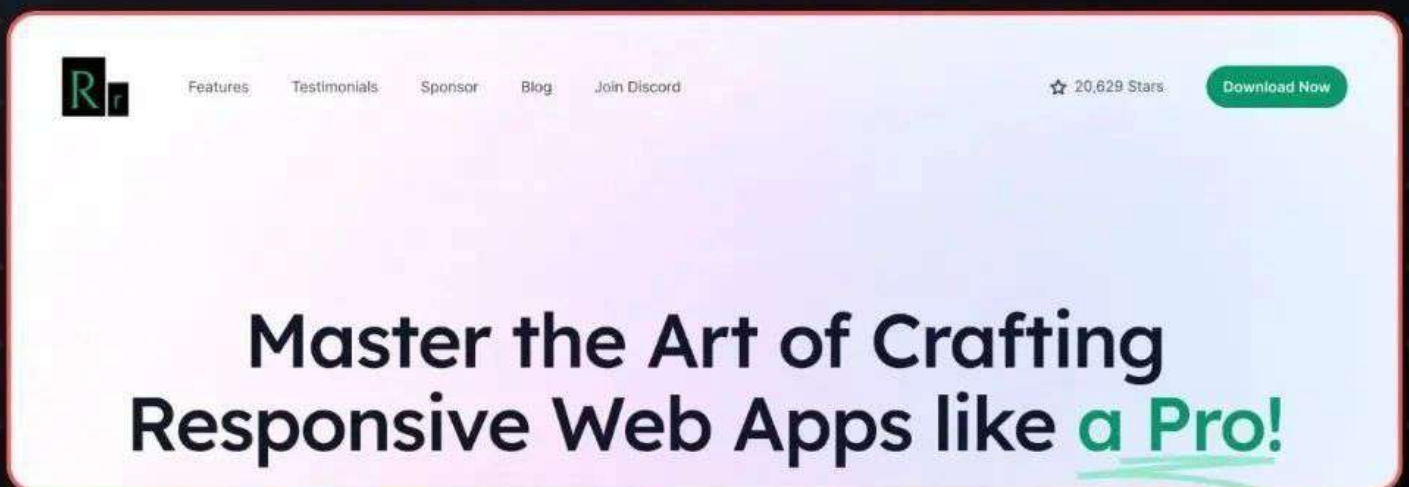 Rr
Features Testimonials Sponsor Blog Join Discord
20,629 Stars
Download Now
Master the Art of Crafting
Responsive Web Apps like a Pro!